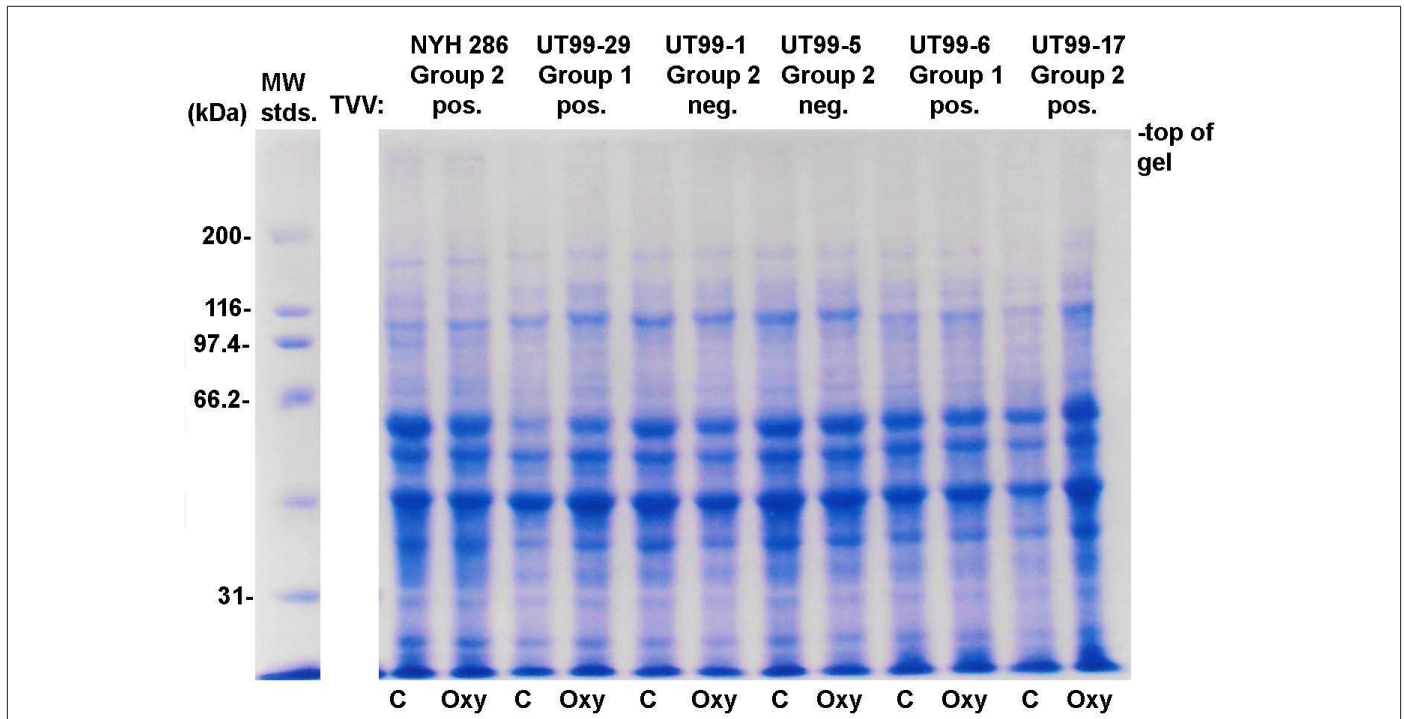 NYH 286 UT99-29 UT99-1 UT99-5 UT99-6 UT99-17
Group 2 Group 1 Group 2 Group 2 Group 1 Group 2
TVV: pos. pos. neg. neg. pos. pos.
MW
(kDa) stds.
-top of
gel
200-
116-
97.4-
66.2-
31-
C Oxy C Oxy C Oxy C Oxy C Oxy C Oxy